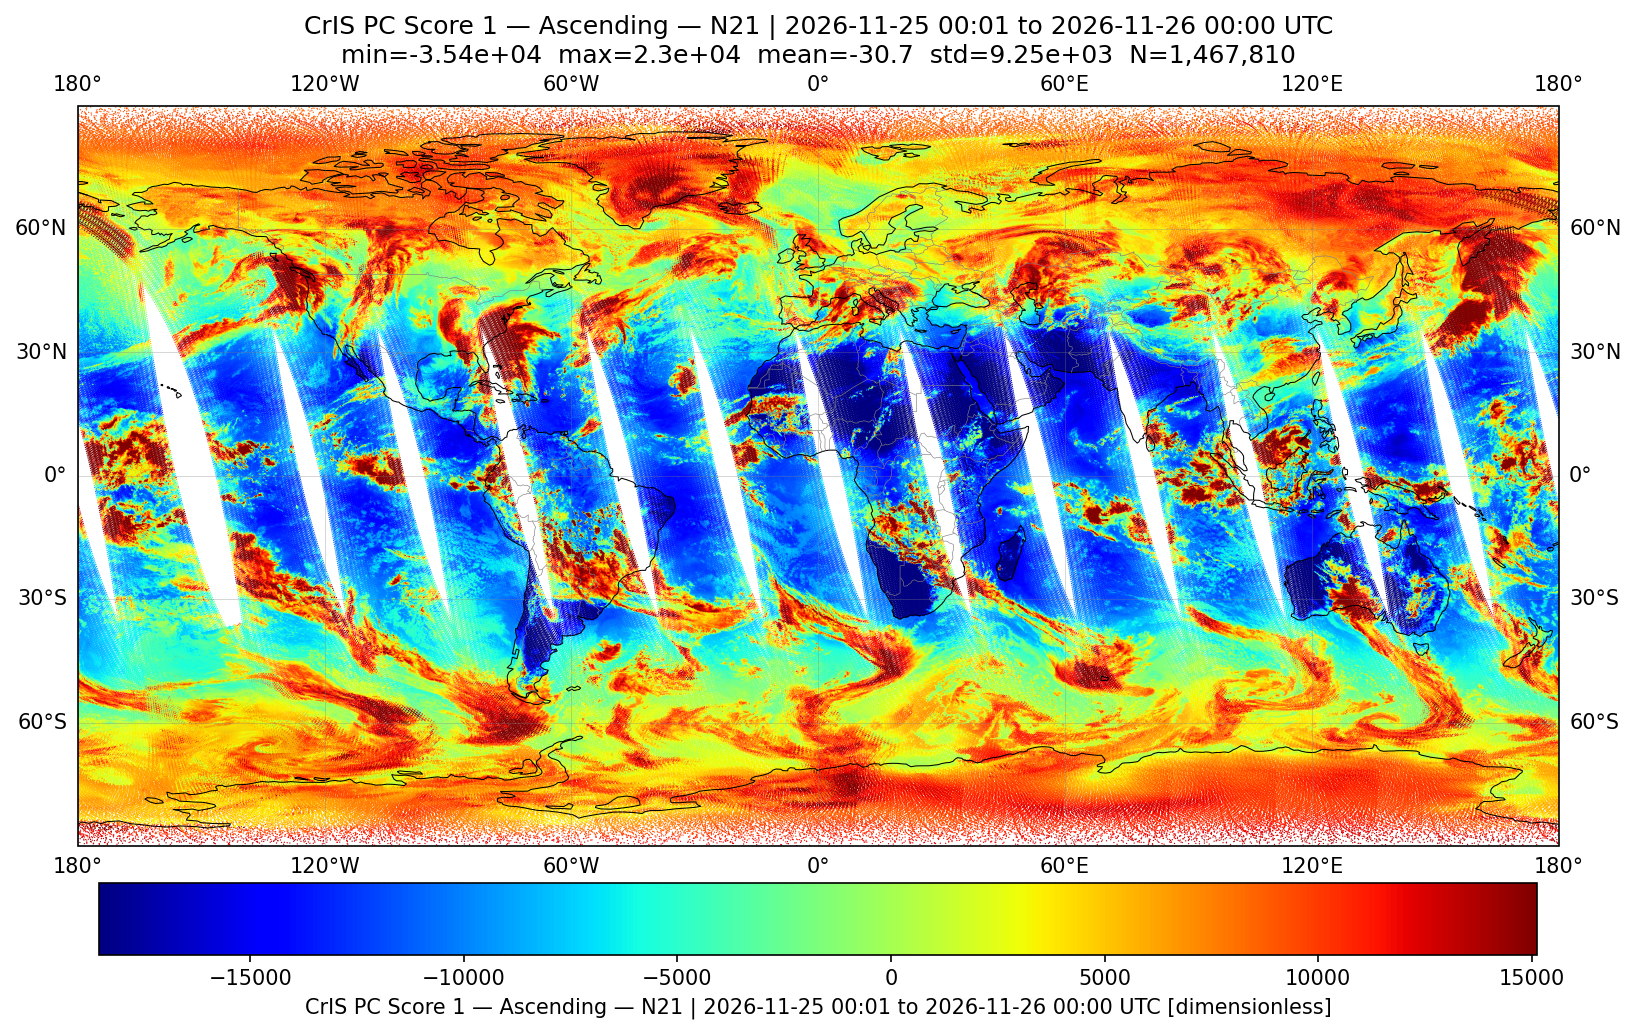 CrIS PC Score 1 — Ascending — N21 | 2026-11-25 00:01 to 2026-11-26 00:00 UTC
min=-3.54e+04 max=2.3e+04 mean=-30.7 std=9.25e+03 N=1,467,810
180° 120°W 60°W 0° 60°E 120°E 180°
60°N 60°N
30°N 30°N
0° 0°
30°S 30°S
60°S 60°S
180° 120°W 60°W 0° 60°E 120°E 180°
−15000 −10000 −5000 0 5000 10000 15000
CrIS PC Score 1 — Ascending — N21 | 2026-11-25 00:01 to 2026-11-26 00:00 UTC [dimensionless]